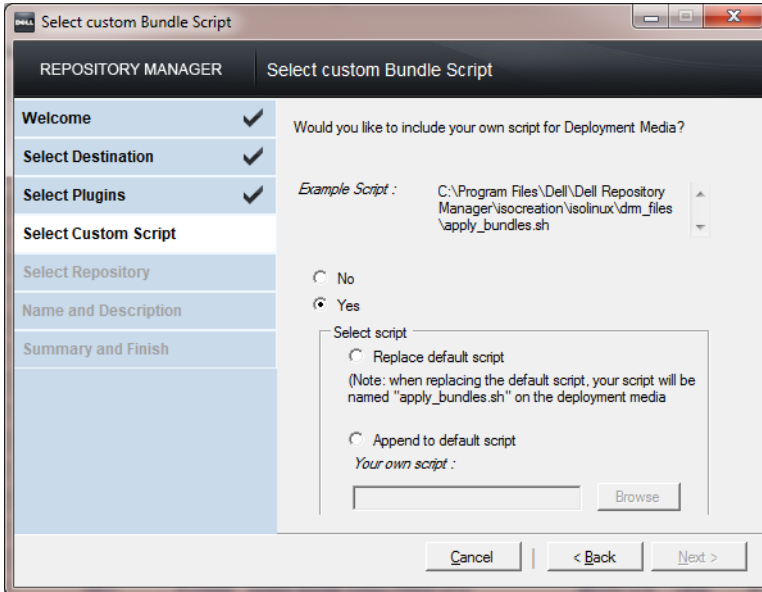 DELL
Select custom Bundle Script
REPOSITORY MANAGER
Select custom Bundle Script
Welcome
Select Destination
Select Plugins
Select Custom Script
Select Repository
Name and Description
Summary and Finish
Would you like to include your own script for Deployment Media?
Example Script :
C:\Program Files\Dell\Dell Repository
Manager\isocreation\isolinux\drm_files
\apply_bundles.sh
No
Yes
Select script
Replace default script
(Note: when replacing the default script, your script will be
named "apply_bundles.sh" on the deployment media
Append to default script
Your own script :
Browse
Cancel
< Back
Next >